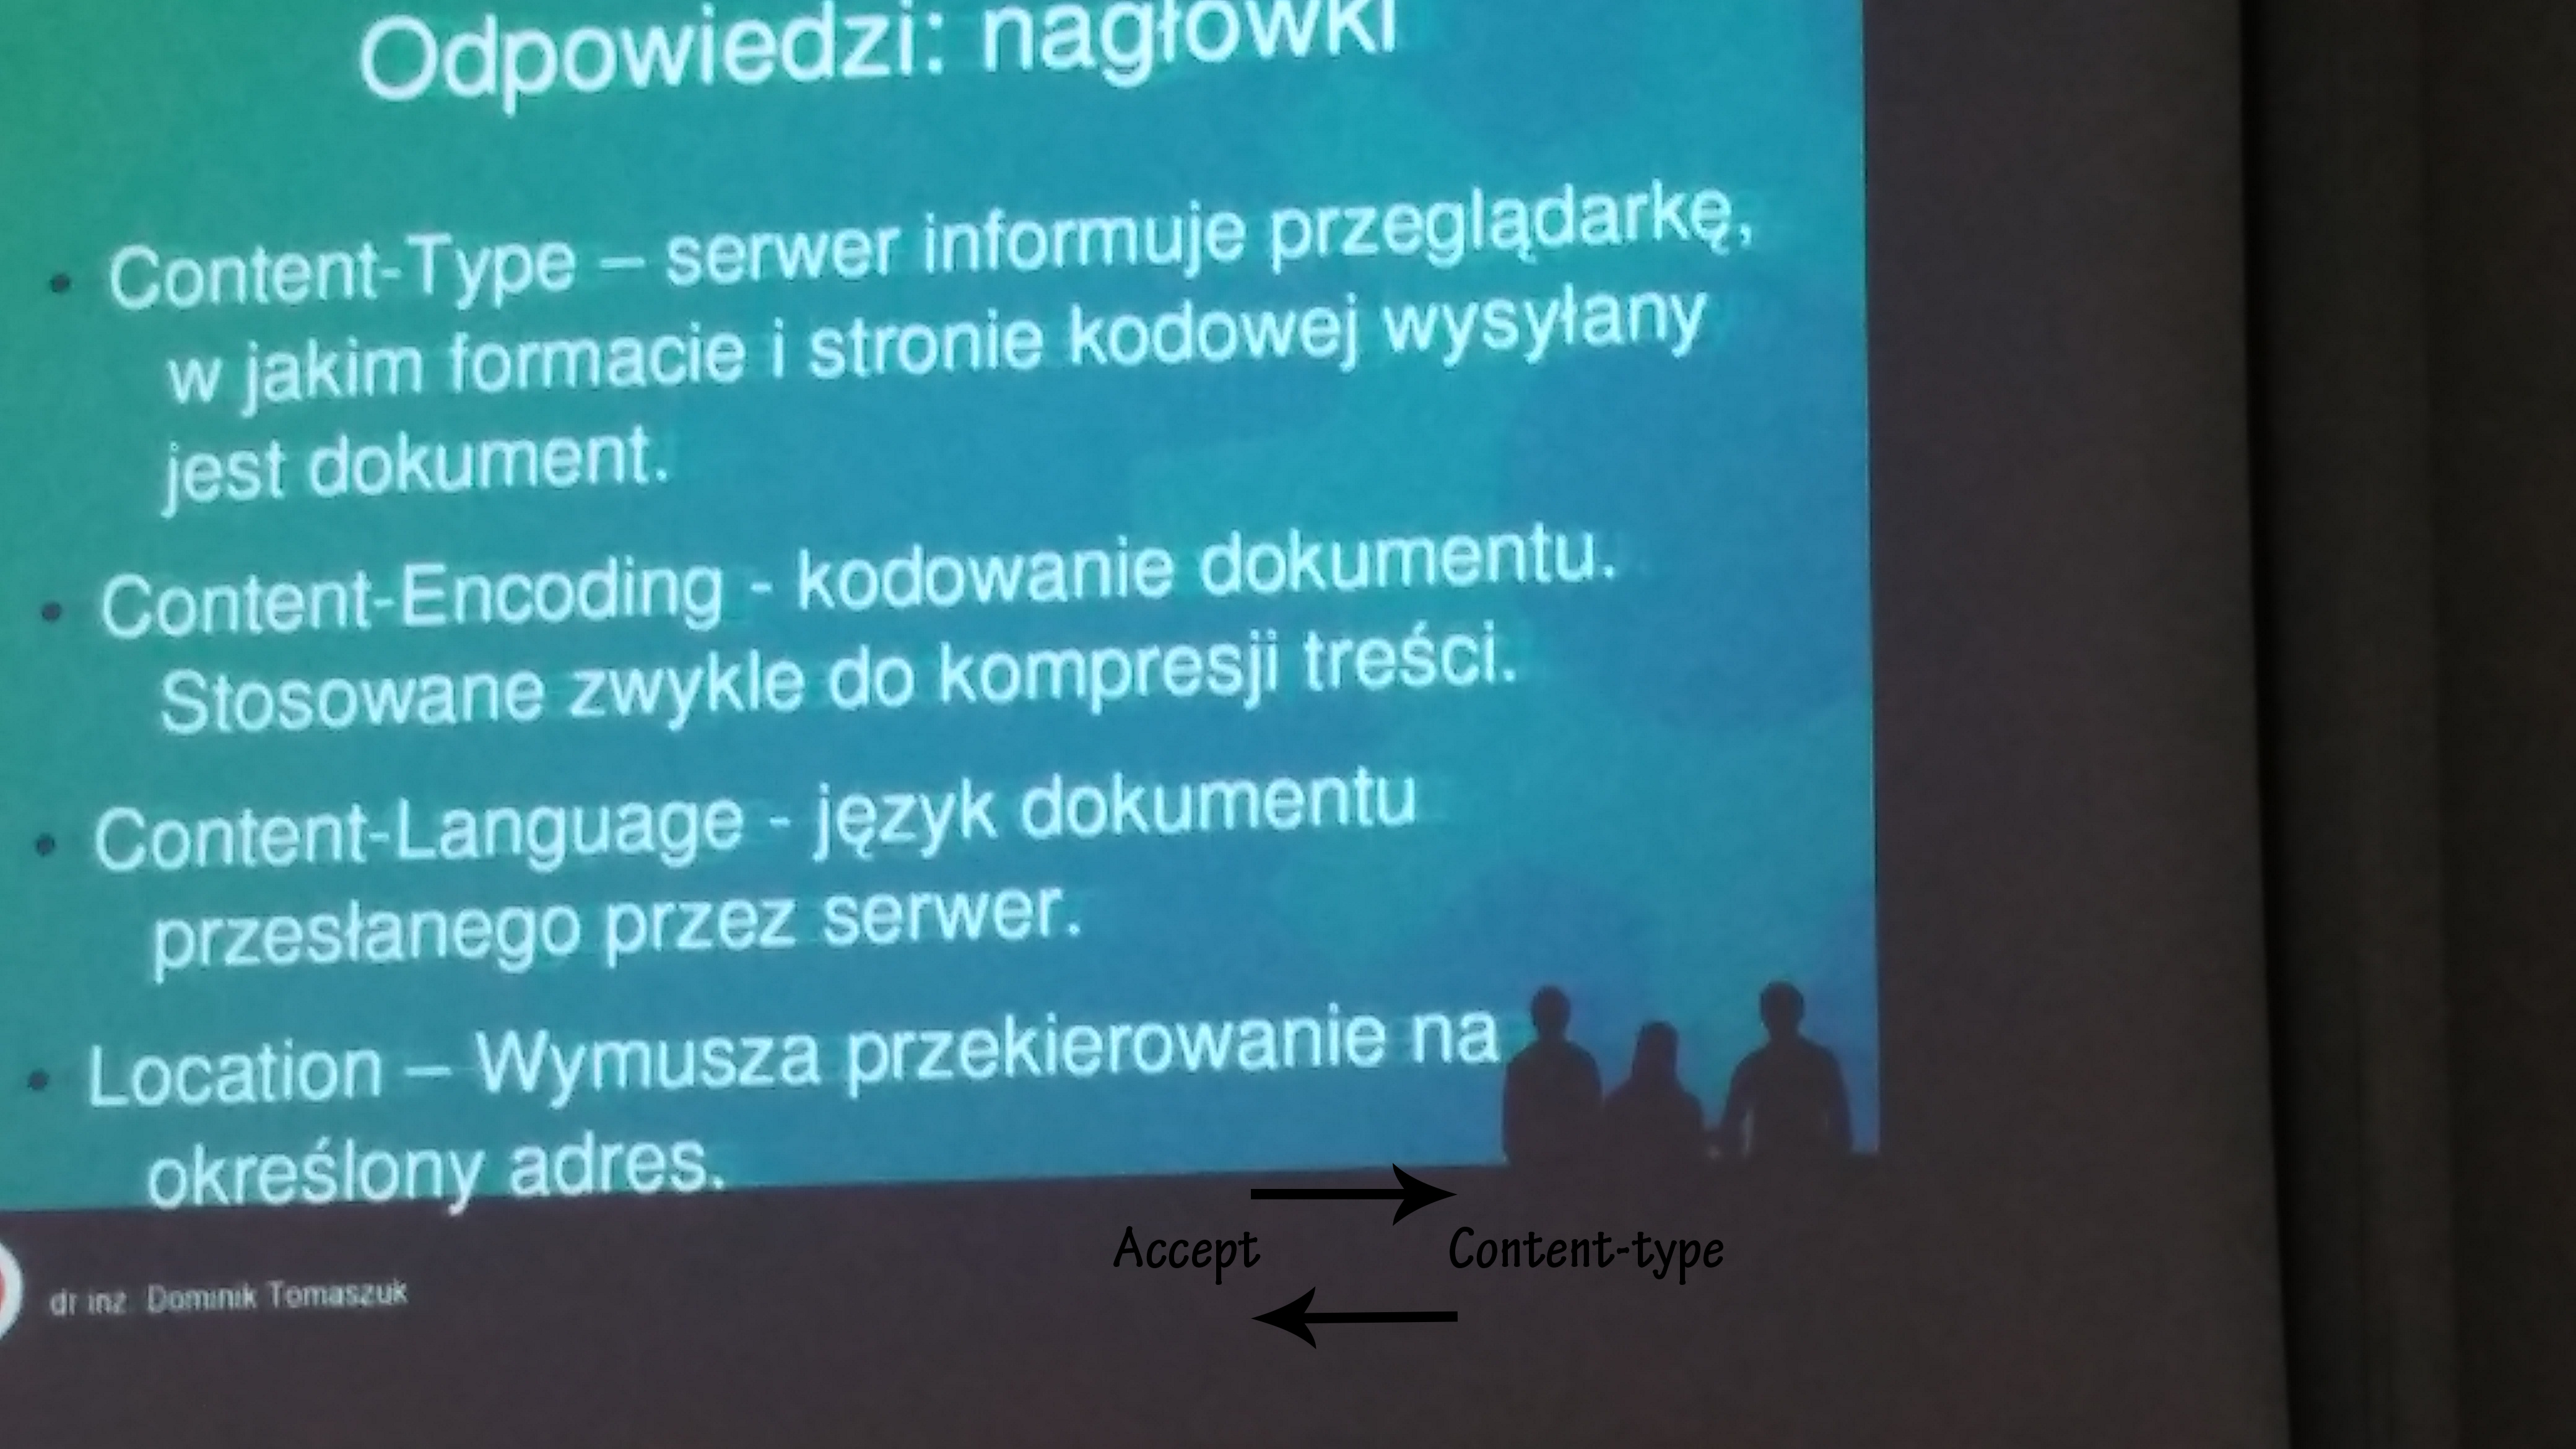 Odpowiedzi: nagłówki
• Content-Type – serwer informuje przeglądarkę,
w jakim formacie i stronie kodowej wysyłany
jest dokument.
• Content-Encoding - kodowanie dokumentu.
Stosowane zwykle do kompresji treści.
• Content-Language - język dokumentu
przesłanego przez serwer.
• Location – Wymusza przekierowanie na
określony adres.
Accept Content-type
dr inż. Dominik Tomaszuk